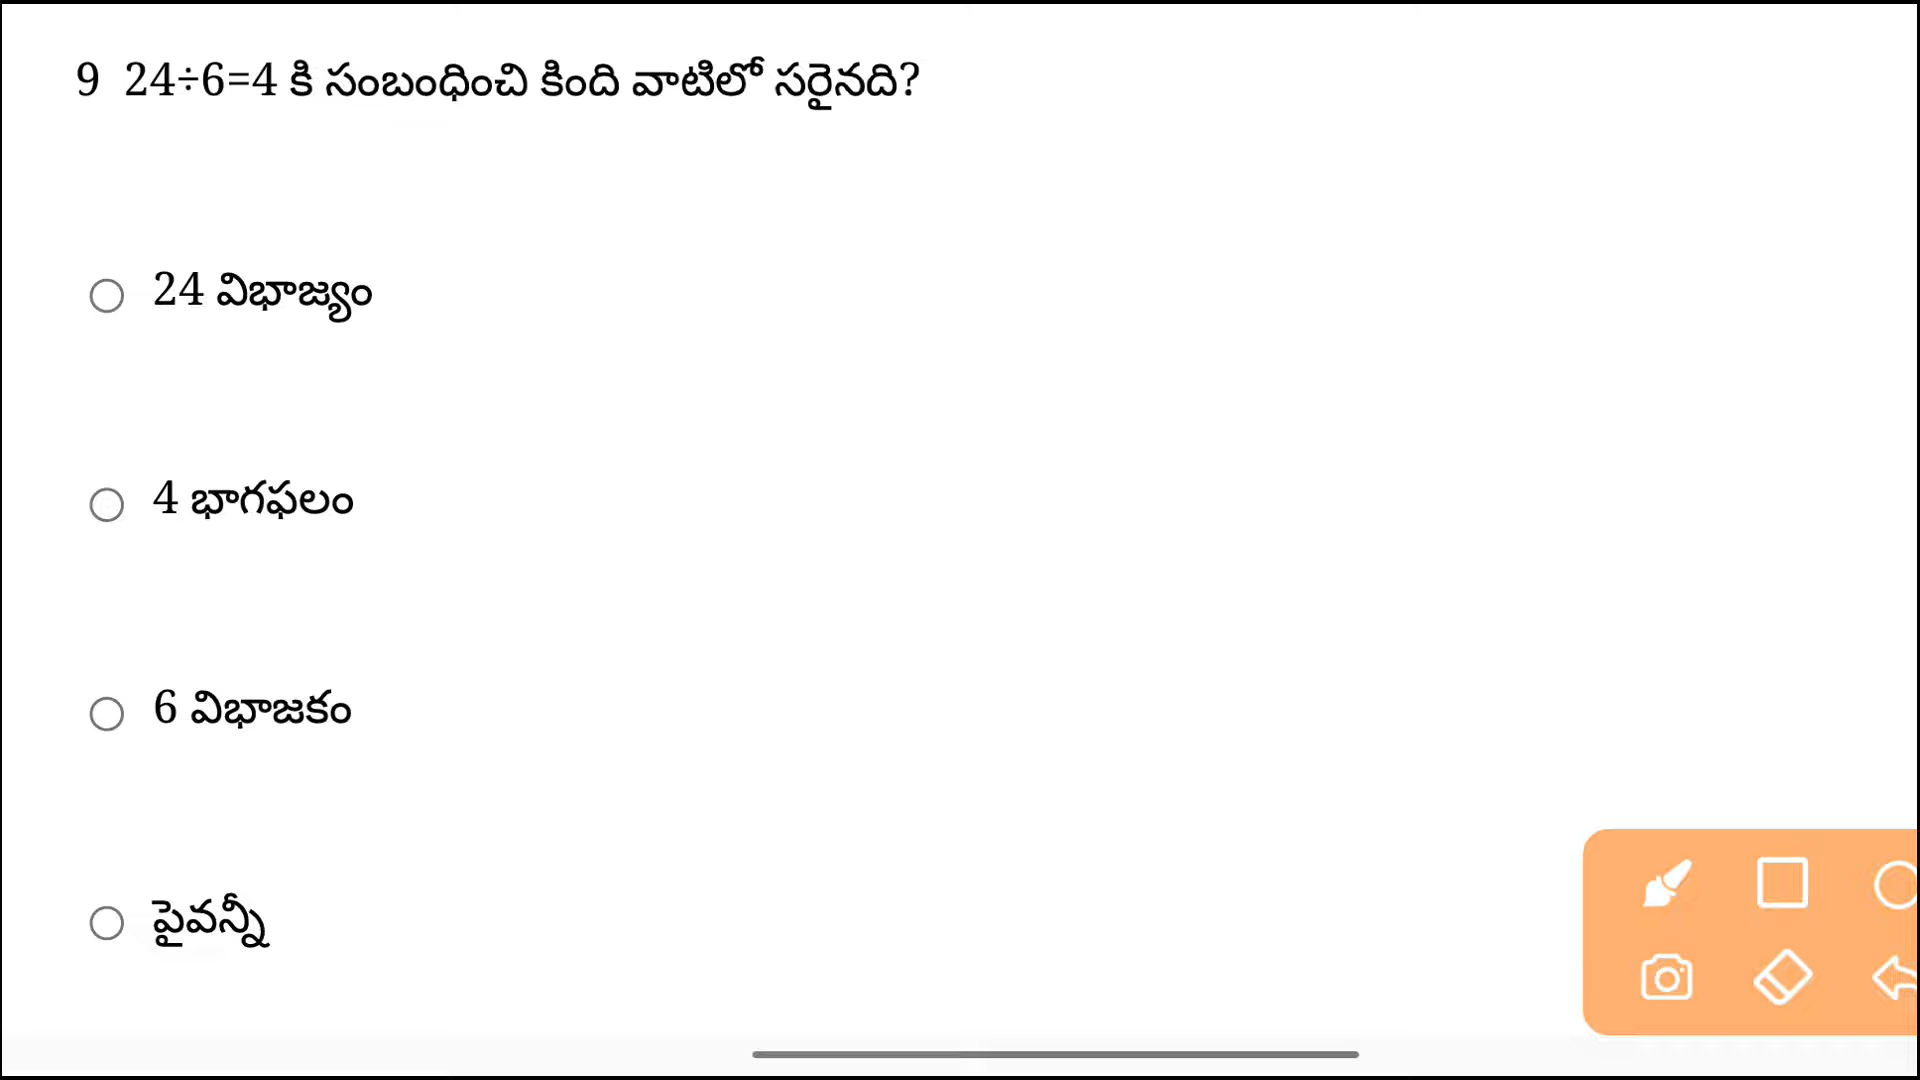 9 24÷6=4 కి సంబంధించి కింది వాటిలో సరైనది?
24 విభాజ్యం
4 భాగఫలం
6 విభాజకం
పైవన్నీ